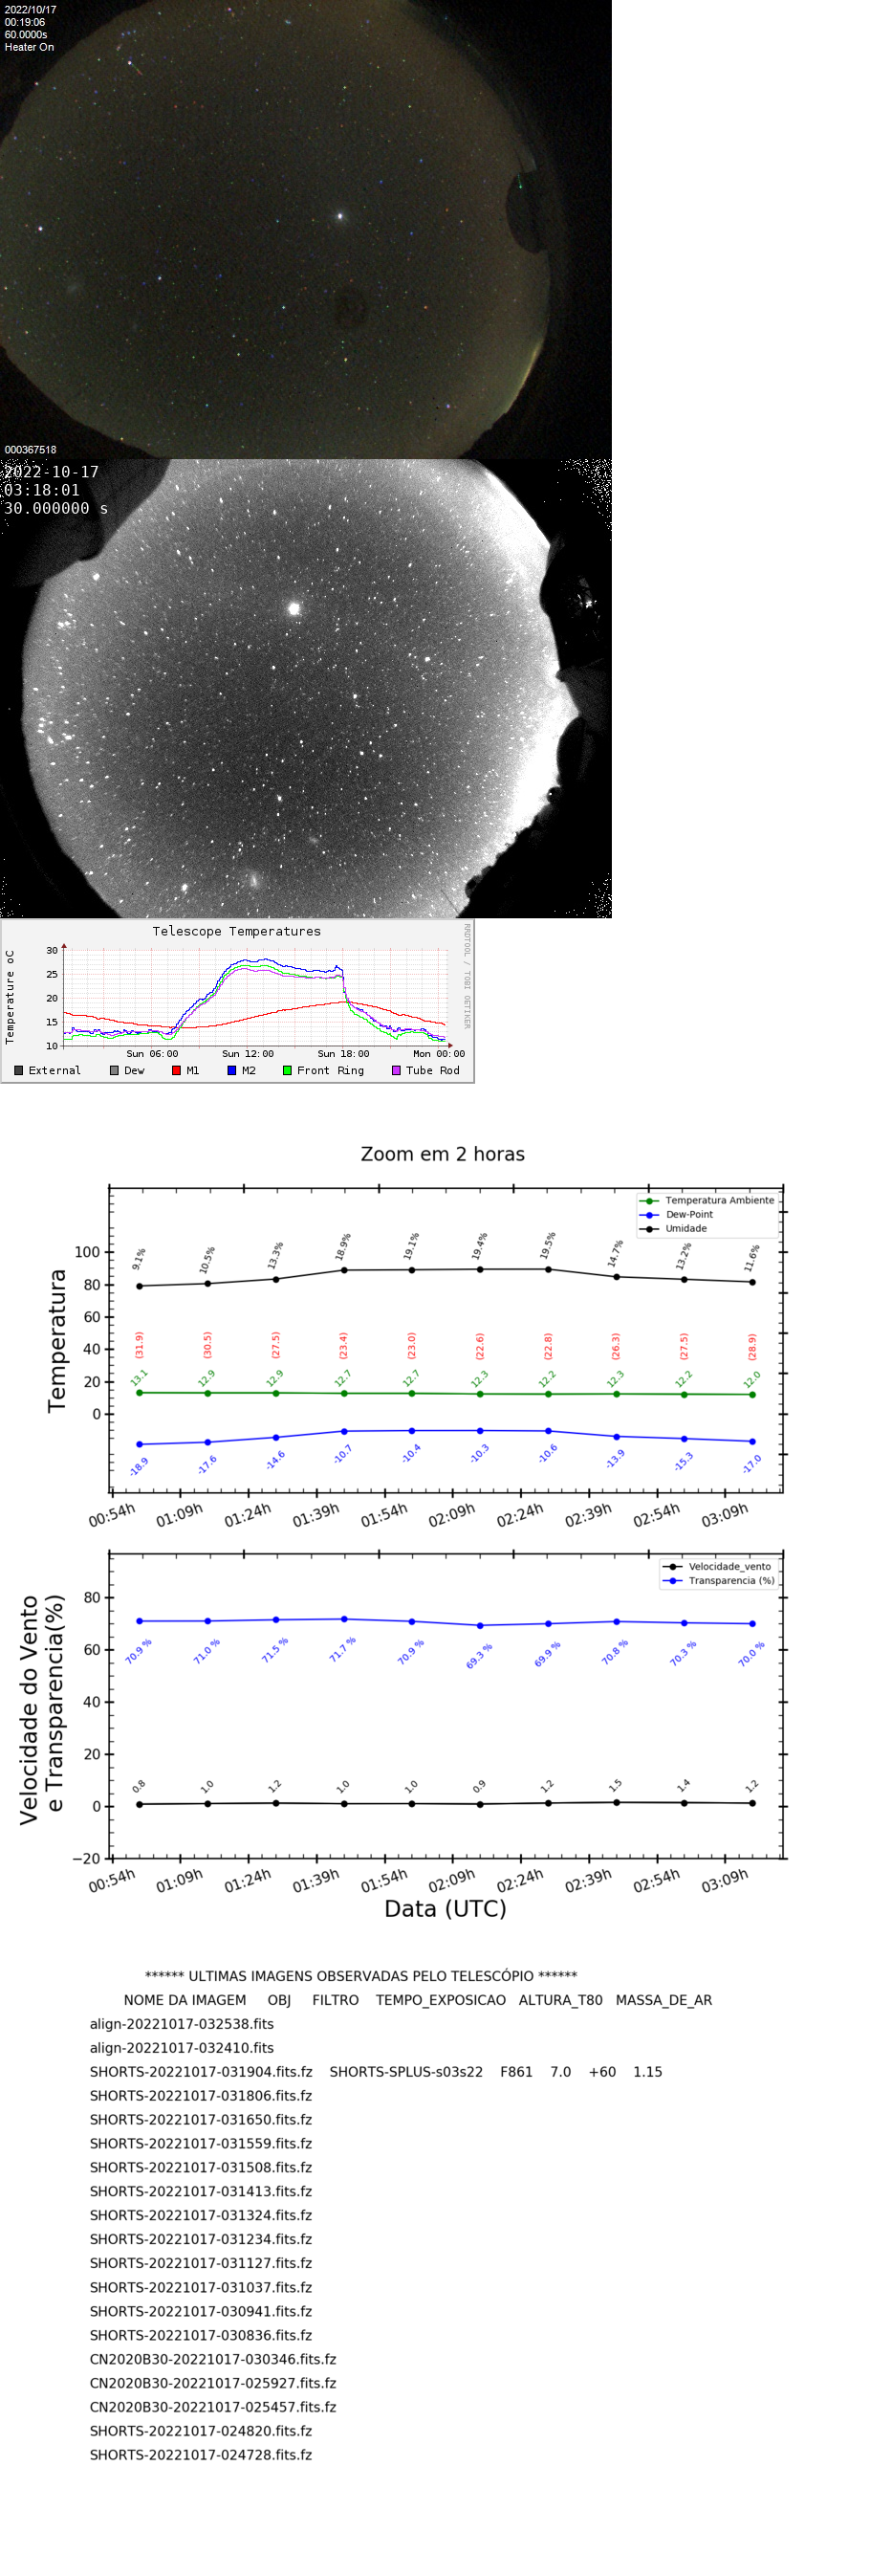 2022/10/17
00:19:06
60.0000s
Heater On
000367518
2022-10-17
03:18:01
30.000000 s
Telescope Temperatures
RRDTOOL / TOBI OETIKER
Temperature oC
30
25
20
15
10
Sun 06:00 Sun 12:00 Sun 18:00 Mon 00:00
External Dew M1 M2 Front Ring Tube Rod
Zoom em 2 horas
Temperatura Ambiente
Dew-Point
Umidade
Temperatura
100
80
60
40
20
0
9.1% 10.5% 13.3% 18.9% 19.1% 19.4% 19.5% 14.7% 13.2% 11.6%
(31.9) (30.5) (27.5) (23.4) (23.0) (22.6) (22.8) (26.3) (27.5) (28.9)
13.1 12.9 12.9 12.7 12.7 12.3 12.2 12.3 12.2 12.0
-18.9 -17.6 -14.6 -10.7 -10.4 -10.3 -10.6 -13.9 -15.3 -17.0
00:54h 01:09h 01:24h 01:39h 01:54h 02:09h 02:24h 02:39h 02:54h 03:09h
Velocidade_vento
Transparencia (%)
Velocidade do Vento
e Transparencia(%)
80
60
40
20
0
−20
70.9 % 71.0 % 71.5 % 71.7 % 70.9 % 69.3 % 69.9 % 70.8 % 70.3 % 70.0 %
0.8 1.0 1.2 1.0 1.0 0.9 1.2 1.5 1.4 1.2
00:54h 01:09h 01:24h 01:39h 01:54h 02:09h 02:24h 02:39h 02:54h 03:09h
Data (UTC)
****** ULTIMAS IMAGENS OBSERVADAS PELO TELESCÓPIO ******
NOME DA IMAGEM OBJ FILTRO TEMPO_EXPOSICAO ALTURA_T80 MASSA_DE_AR
align-20221017-032538.fits
align-20221017-032410.fits
SHORTS-20221017-031904.fits.fz SHORTS-SPLUS-s03s22 F861 7.0 +60 1.15
SHORTS-20221017-031806.fits.fz
SHORTS-20221017-031650.fits.fz
SHORTS-20221017-031559.fits.fz
SHORTS-20221017-031508.fits.fz
SHORTS-20221017-031413.fits.fz
SHORTS-20221017-031324.fits.fz
SHORTS-20221017-031234.fits.fz
SHORTS-20221017-031127.fits.fz
SHORTS-20221017-031037.fits.fz
SHORTS-20221017-030941.fits.fz
SHORTS-20221017-030836.fits.fz
CN2020B30-20221017-030346.fits.fz
CN2020B30-20221017-025927.fits.fz
CN2020B30-20221017-025457.fits.fz
SHORTS-20221017-024820.fits.fz
SHORTS-20221017-024728.fits.fz